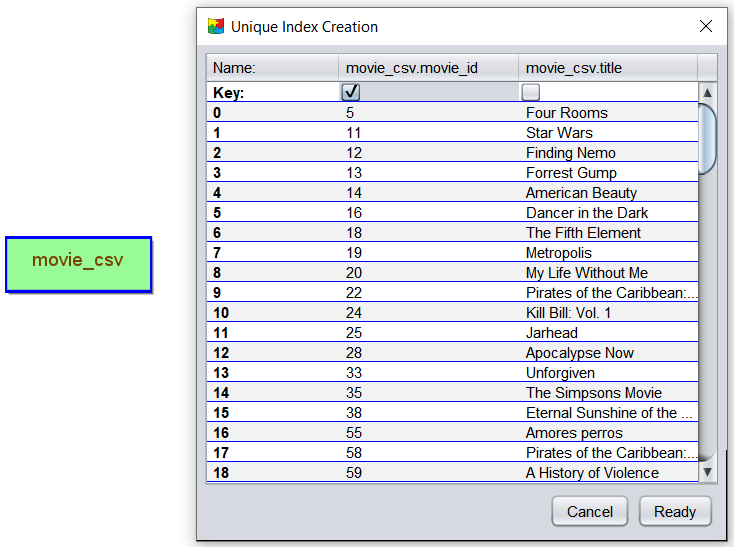 Unique Index Creation
Name: movie_csv.movie_id movie_csv.title
Key:
0 5 Four Rooms
1 11 Star Wars
2 12 Finding Nemo
3 13 Forrest Gump
4 14 American Beauty
5 16 Dancer in the Dark
6 18 The Fifth Element
7 19 Metropolis
movie_csv
8 20 My Life Without Me
9 22 Pirates of the Caribbean:...
10 24 Kill Bill: Vol. 1
11 25 Jarhead
12 28 Apocalypse Now
13 33 Unforgiven
14 35 The Simpsons Movie
15 38 Eternal Sunshine of the ...
16 55 Amores perros
17 58 Pirates of the Caribbean:...
18 59 A History of Violence
Cancel Ready